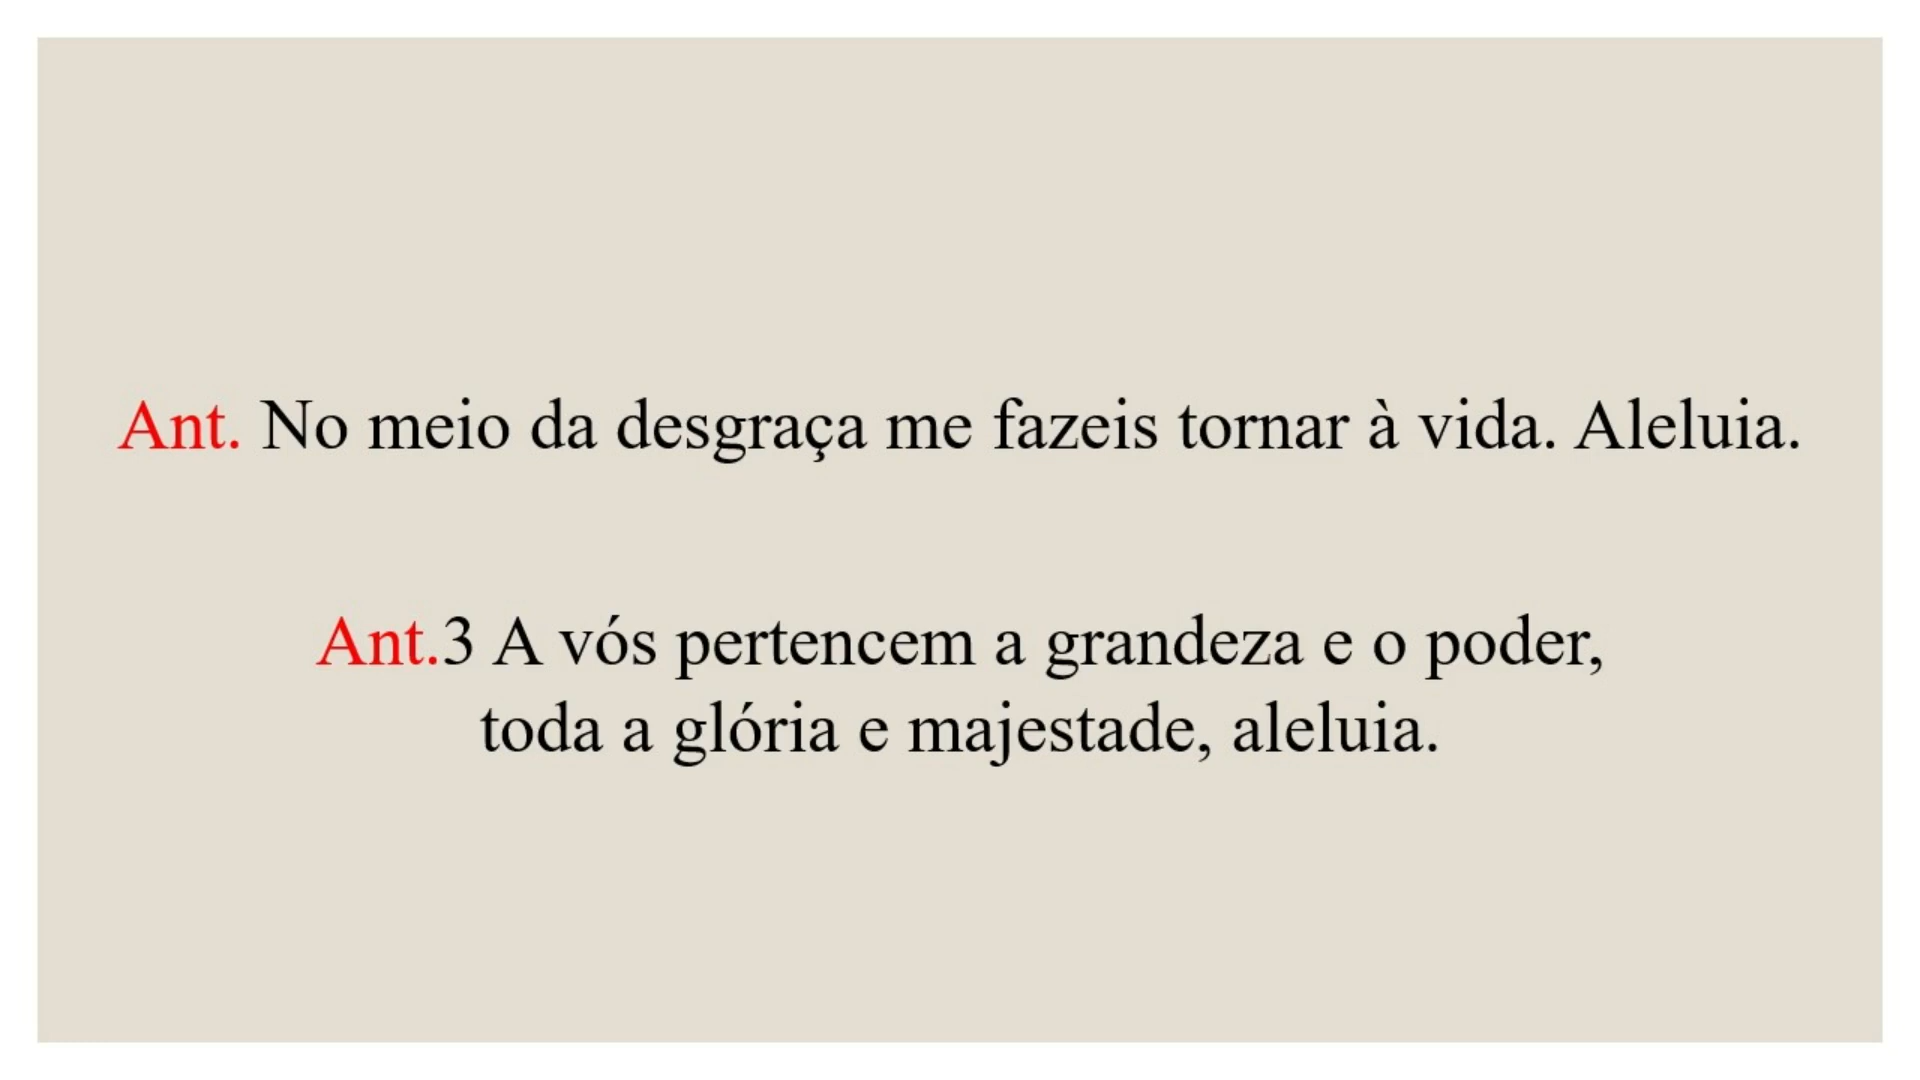 Ant. No meio da desgraça me fazeis tornar à vida. Aleluia.
Ant.3 A vós pertencem a grandeza e o poder,
toda a glória e majestade, aleluia.